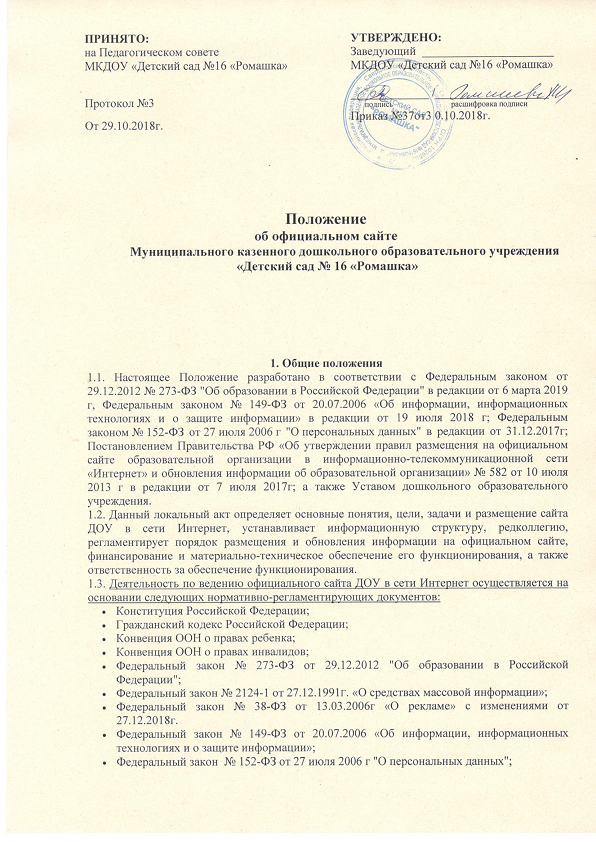 ПРИНЯТО:
на Педагогическом совете
МКДОУ «Детский сад №16 «Ромашка»
Протокол №3
От 29.10.2018г.
УТВЕРЖДЕНО:
Заведующий
МКДОУ «Детский сад №16 «Ромашка»
подпись расшифровка подписи
Приказ №37от3 0.10.2018г.
Положение
об официальном сайте
Муниципального казенного дошкольного образовательного учреждения
«Детский сад № 16 «Ромашка»
1. Общие положения
1.1. Настоящее Положение разработано в соответствии с Федеральным законом от
29.12.2012 № 273-ФЗ "Об образовании в Российской Федерации" в редакции от 6 марта 2019
г, Федеральным законом № 149-ФЗ от 20.07.2006 «Об информации, информационных
технологиях и о защите информации» в редакции от 19 июля 2018 г; Федеральным
законом № 152-ФЗ от 27 июля 2006 г "О персональных данных" в редакции от 31.12.2017г;
Постановлением Правительства РФ «Об утверждении правил размещения на официальном
сайте образовательной организации в информационно-телекоммуникационной сети
«Интернет» и обновления информации об образовательной организации» № 582 от 10 июля
2013 г в редакции от 7 июля 2017г; а также Уставом дошкольного образовательного
учреждения.
1.2. Данный локальный акт определяет основные понятия, цели, задачи и размещение сайта
ДОУ в сети Интернет, устанавливает информационную структуру, редколлегию,
регламентирует порядок размещения и обновления информации на официальном сайте,
финансирование и материально-техническое обеспечение его функционирования, а также
ответственность за обеспечение функционирования.
1.3. Деятельность по ведению официального сайта ДОУ в сети Интернет осуществляется на
основании следующих нормативно-регламентирующих документов:
• Конституция Российской Федерации;
• Гражданский кодекс Российской Федерации;
• Конвенция ООН о правах ребенка;
• Конвенция ООН о правах инвалидов;
• Федеральный закон № 273-ФЗ от 29.12.2012 "Об образовании в Российской
Федерации";
• Федеральный закон № 2124-1 от 27.12.1991г. «О средствах массовой информации»;
• Федеральный закон № 38-ФЗ от 13.03.2006г «О рекламе» с изменениями от
27.12.2018г.
• Федеральный закон № 149-ФЗ от 20.07.2006 «Об информации, информационных
технологиях и о защите информации»;
• Федеральный закон № 152-ФЗ от 27 июля 2006 г "О персональных данных";